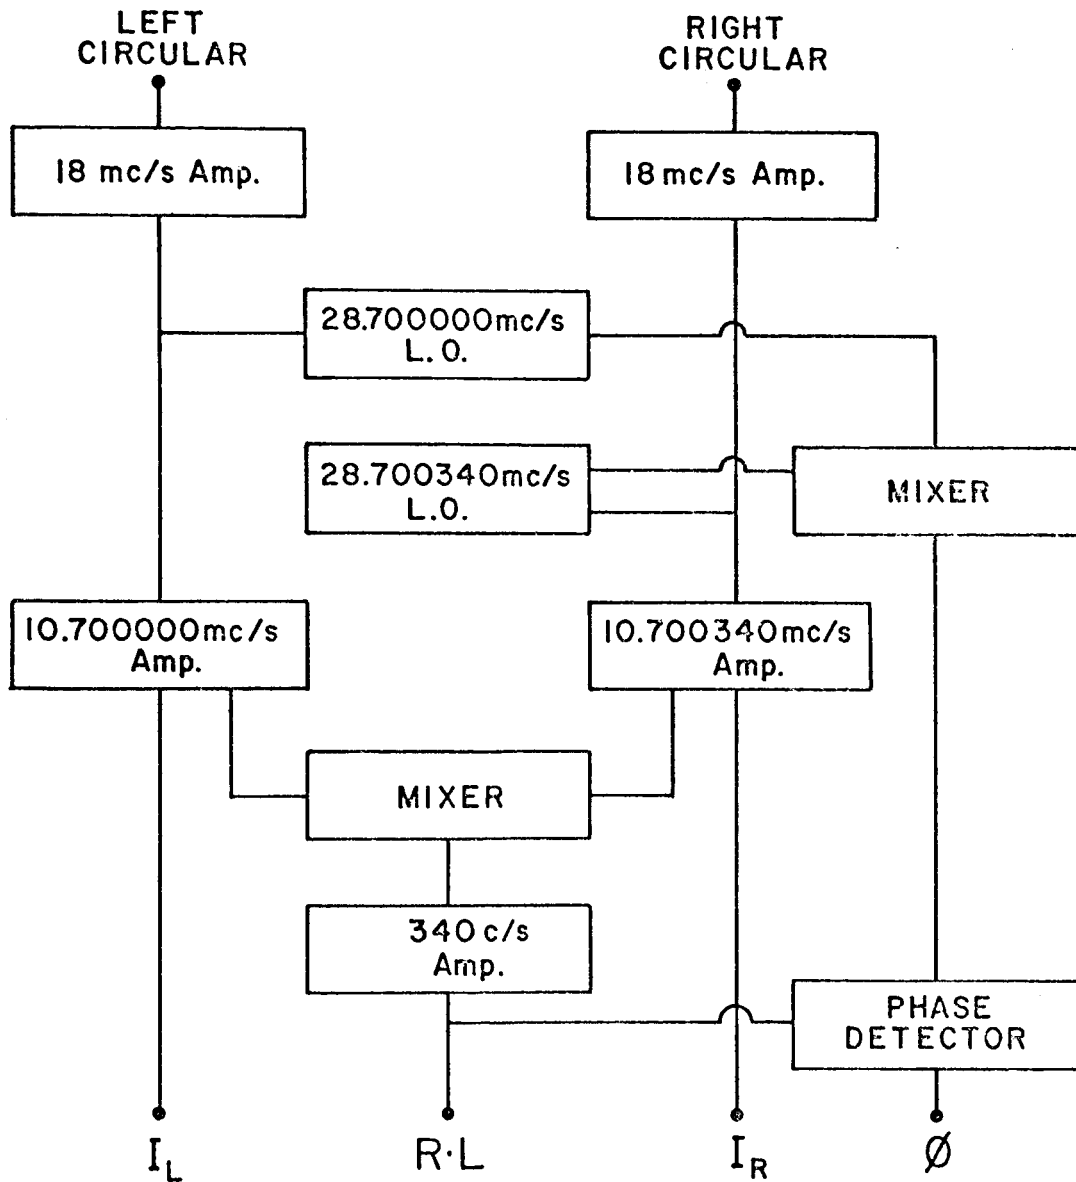 LEFT
CIRCULAR
RIGHT
CIRCULAR
18 mc/s Amp.
18 mc/s Amp.
28.700000mc/s
L.O.
28.700340mc/s
L.O.
MIXER
10.700000mc/s
Amp.
10.700340mc/s
Amp.
MIXER
340 c/s
Amp.
PHASE
DETECTOR
I_L
R·L
I_R
Ø